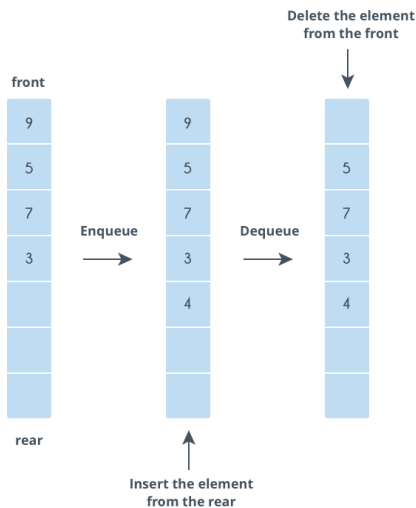 Delete the element
from the front
front
9
5
7
3
Enqueue
9
5
7
3
4
Dequeue
5
7
3
4
rear
Insert the element
from the rear